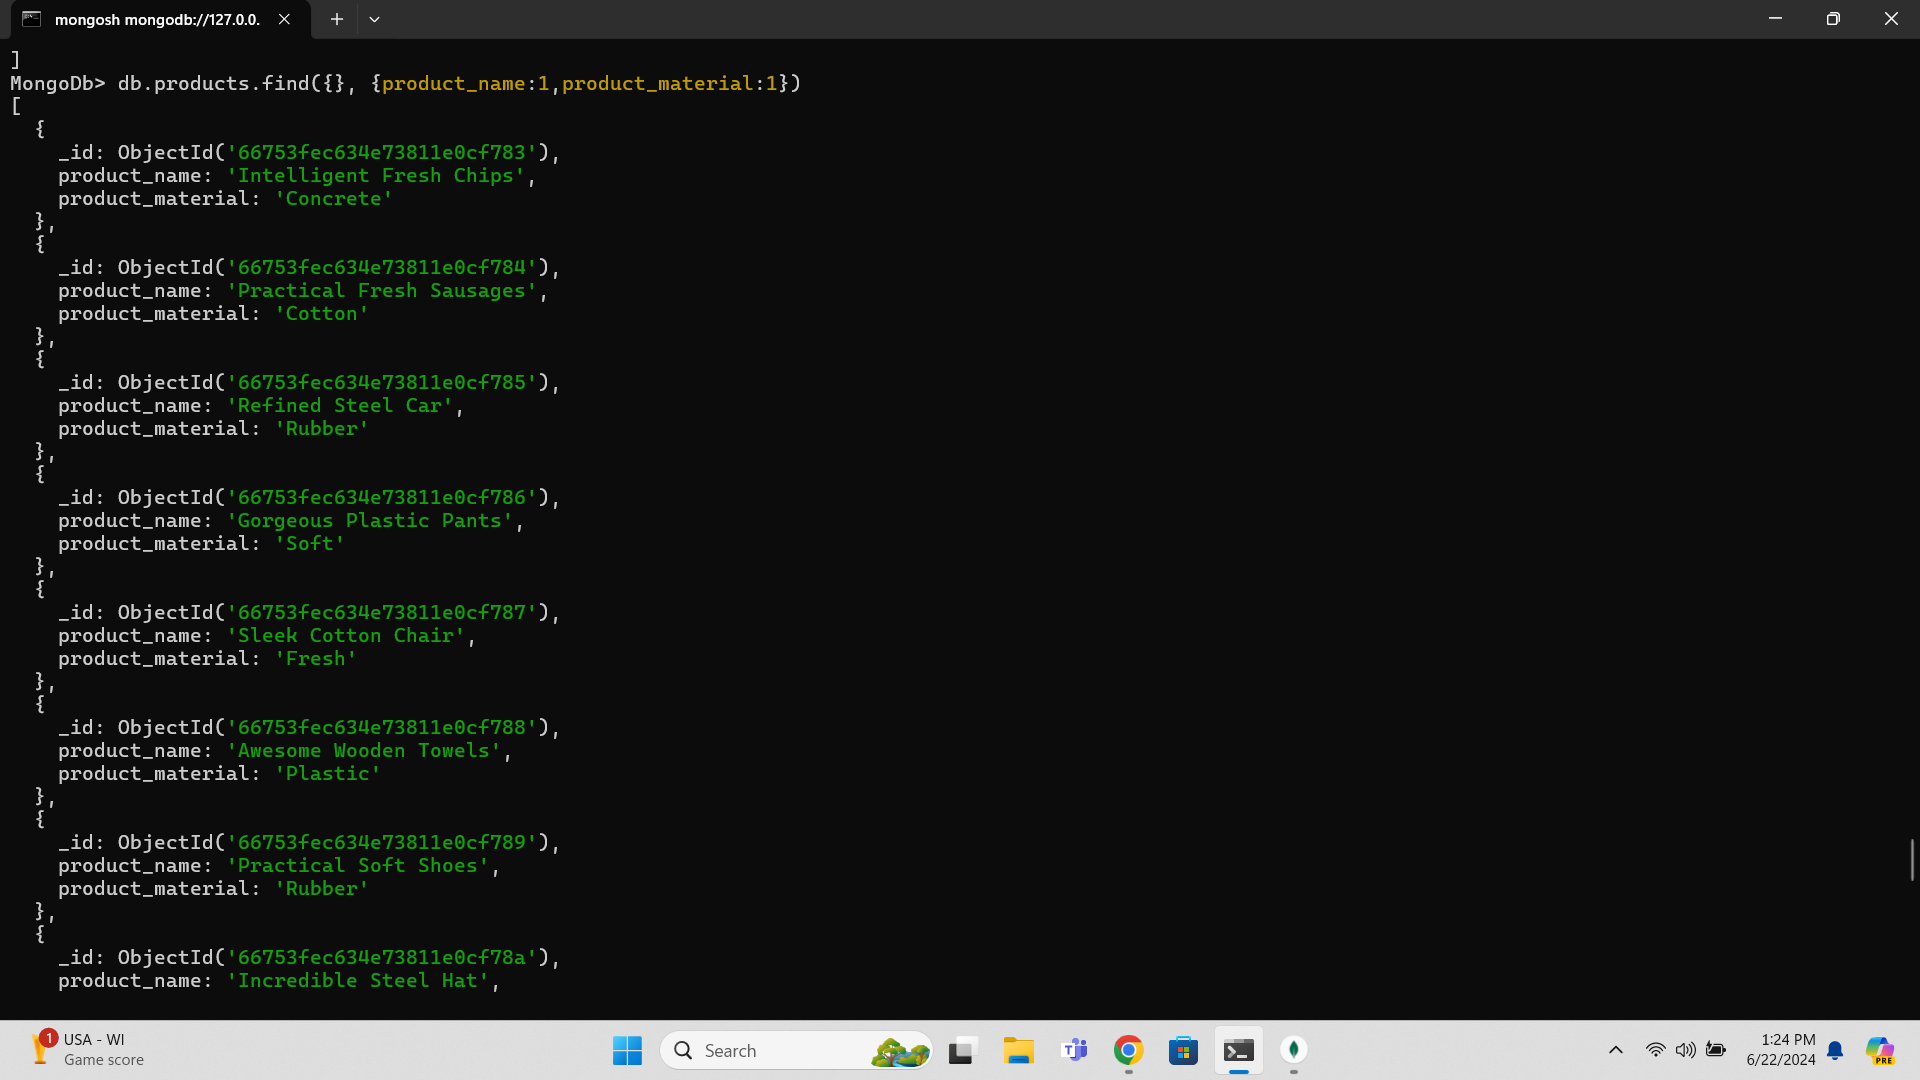 mongosh mongodb://127.0.0.
]
MongoDb> db.products.find({}, {product_name:1,product_material:1})
[
  {
    _id: ObjectId('66753fec634e73811e0cf783'),
    product_name: 'Intelligent Fresh Chips',
    product_material: 'Concrete'
  },
  {
    _id: ObjectId('66753fec634e73811e0cf784'),
    product_name: 'Practical Fresh Sausages',
    product_material: 'Cotton'
  },
  {
    _id: ObjectId('66753fec634e73811e0cf785'),
    product_name: 'Refined Steel Car',
    product_material: 'Rubber'
  },
  {
    _id: ObjectId('66753fec634e73811e0cf786'),
    product_name: 'Gorgeous Plastic Pants',
    product_material: 'Soft'
  },
  {
    _id: ObjectId('66753fec634e73811e0cf787'),
    product_name: 'Sleek Cotton Chair',
    product_material: 'Fresh'
  },
  {
    _id: ObjectId('66753fec634e73811e0cf788'),
    product_name: 'Awesome Wooden Towels',
    product_material: 'Plastic'
  },
  {
    _id: ObjectId('66753fec634e73811e0cf789'),
    product_name: 'Practical Soft Shoes',
    product_material: 'Rubber'
  },
  {
    _id: ObjectId('66753fec634e73811e0cf78a'),
    product_name: 'Incredible Steel Hat',
1
USA - WI
Game score
Search
T
PRE
1:24 PM
6/22/2024